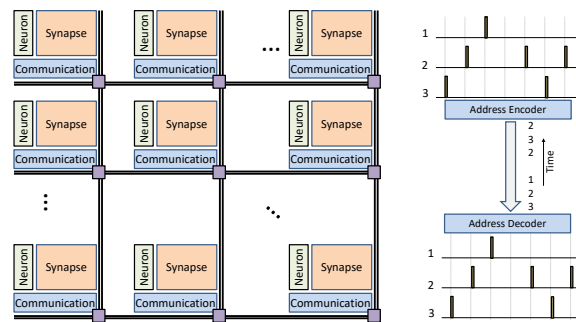 Neuron
Synapse
Communication
Neuron
Synapse
Communication
...
Neuron
Synapse
Communication
Neuron
Synapse
Communication
Neuron
Synapse
Communication
Neuron
Synapse
Communication
Neuron
Synapse
Communication
Neuron
Synapse
Communication
Neuron
Synapse
Communication
1
2
3
Address Encoder
2
3
2
1
2
3
Time
Address Decoder
1
2
3